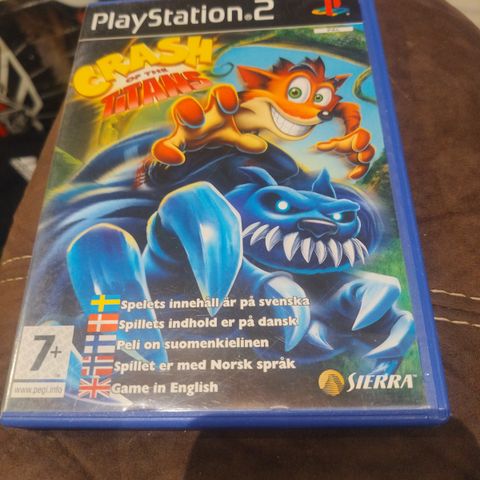 PlayStation®2
PAL
CRASH
OF THE
TITANS
Spelets innehåll är på svenska
Spillets indhold er på dansk
Peli on suomenkielinen
Spillet er med Norsk språk
Game in English
7+
www.pegi.info
SIERRA